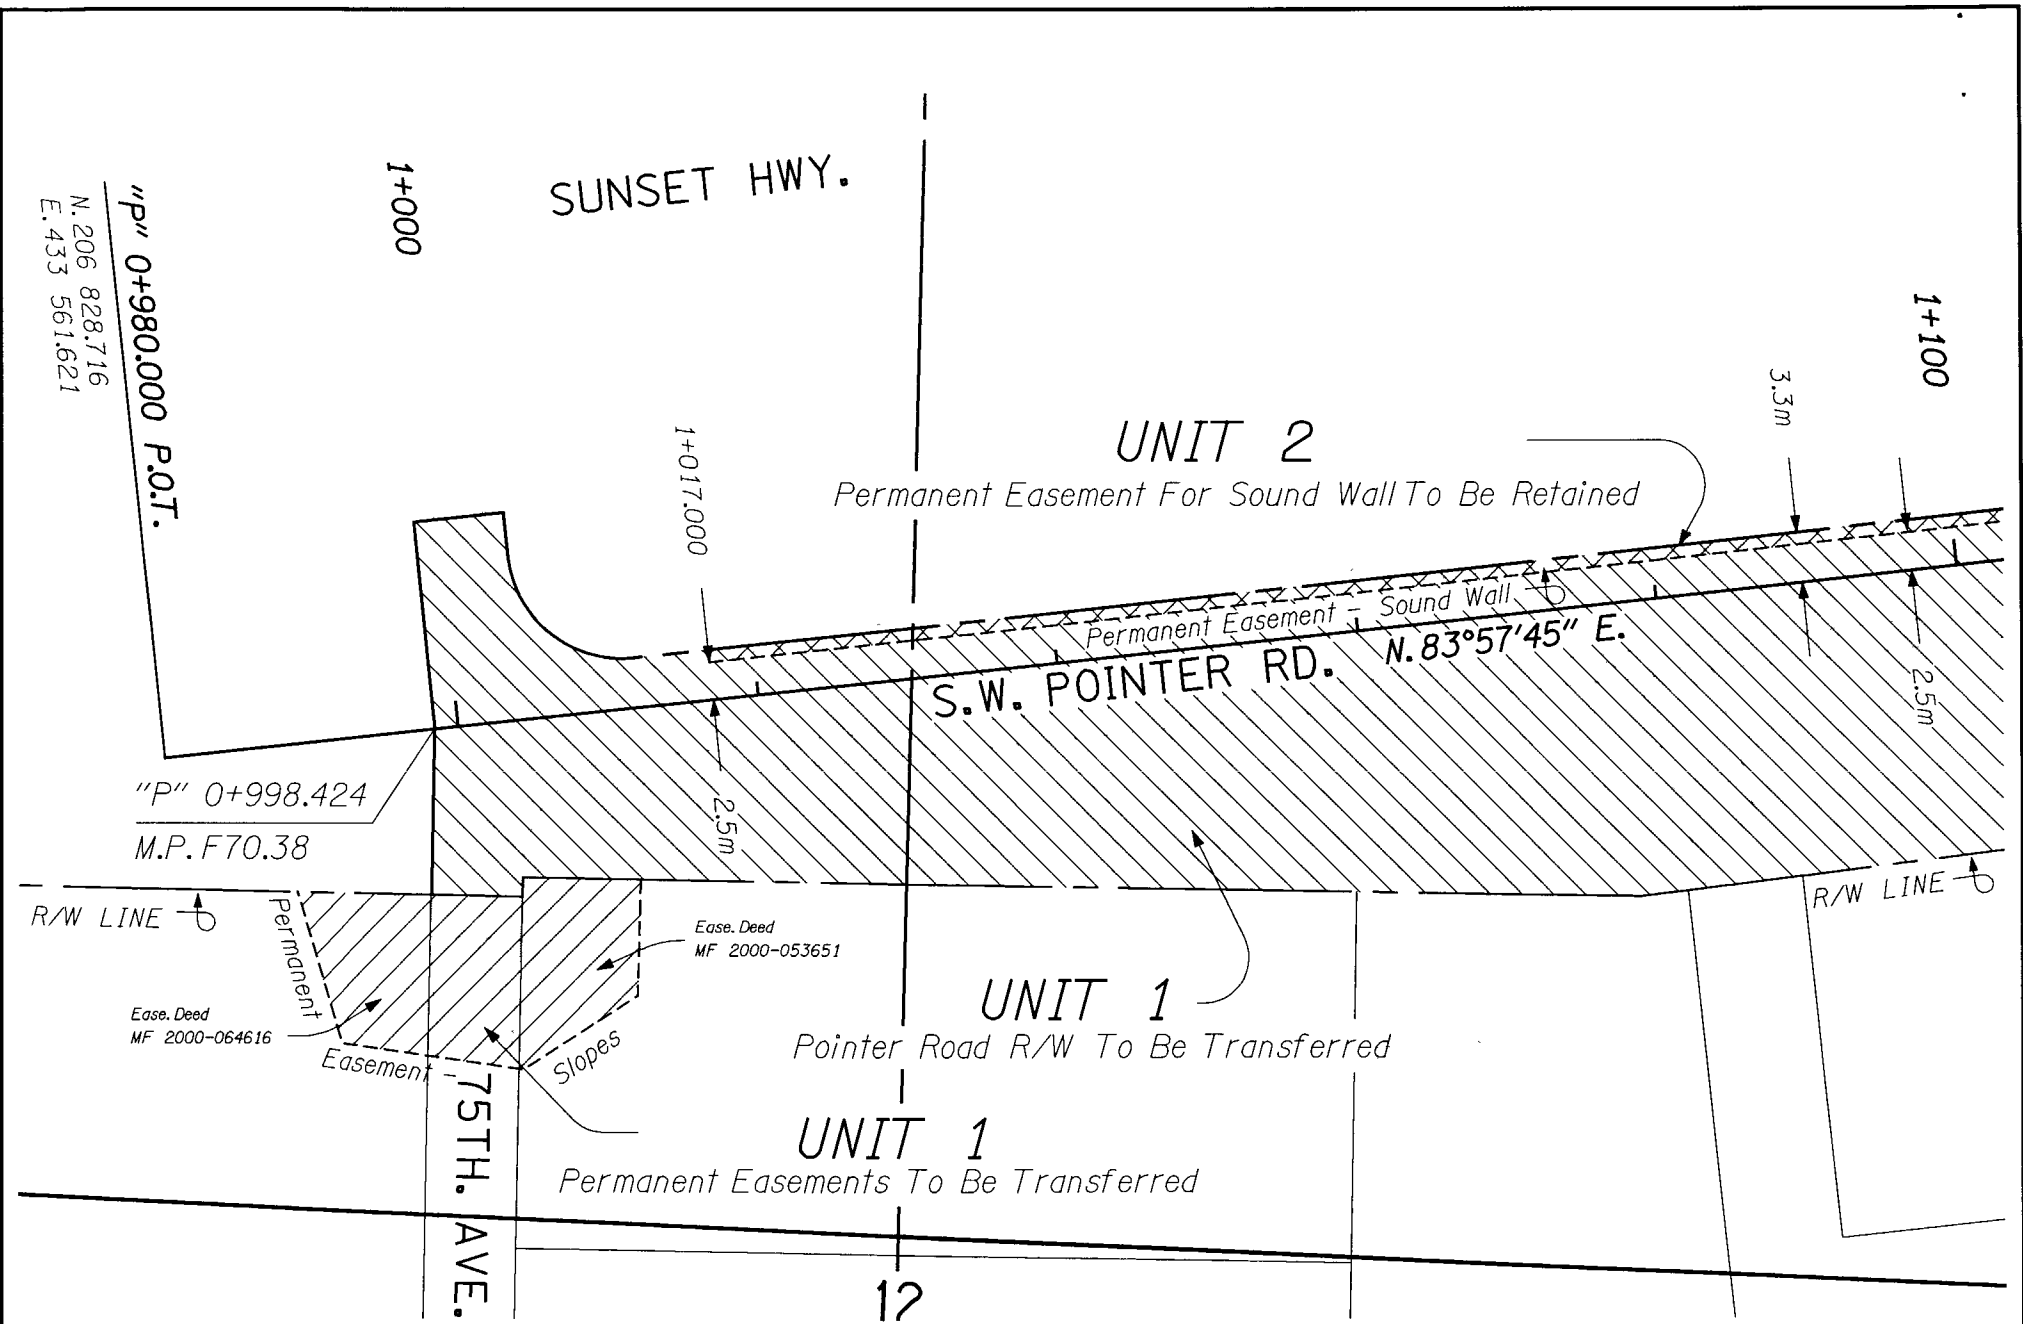 SUNSET HWY.
1+000
"P" 0+980.000 P.O.T.
N. 206 828.716
E. 433 561.621
1+100
3.3m
1+017.000
UNIT 2
Permanent Easement For Sound Wall To Be Retained
Permanent Easement - Sound Wall
N. 83°57'45" E.
S.W. POINTER RD.
2.5m
2.5m
"P" 0+998.424
M.P. F70.38
R/W LINE
R/W LINE
Permanent
Easement -
Slopes
Ease. Deed
MF 2000-053651
Ease. Deed
MF 2000-064616
UNIT 1
Pointer Road R/W To Be Transferred
UNIT 1
Permanent Easements To Be Transferred
75TH. AVE.
12